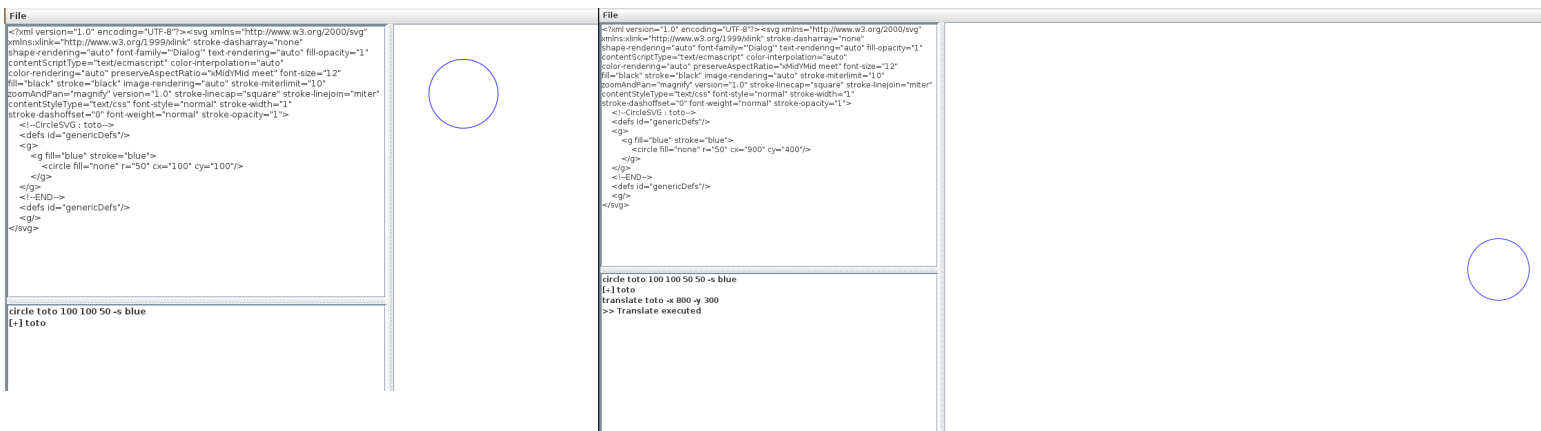 File
<?xml version="1.0" encoding="UTF-8"?><svg xmlns="http://www.w3.org/2000/svg"
xmlns:xlink="http://www.w3.org/1999/xlink" stroke-dasharray="none"
shape-rendering="auto" font-family="'Dialog'" text-rendering="auto" fill-opacity="1"
contentScriptType="text/ecmascript" color-interpolation="auto"
color-rendering="auto" preserveAspectRatio="xMidYMid meet" font-size="12"
fill="black" stroke="black" image-rendering="auto" stroke-miterlimit="10"
zoomAndPan="magnify" version="1.0" stroke-linecap="square" stroke-linejoin="miter"
contentStyleType="text/css" font-style="normal" stroke-width="1"
stroke-dashoffset="0" font-weight="normal" stroke-opacity="1">
<!--CircleSVG : toto-->
<defs id="genericDefs"/>
<g>
<g fill="blue" stroke="blue">
<circle fill="none" r="50" cx="100" cy="100"/>
</g>
</g>
<!--END-->
<defs id="genericDefs"/>
<g/>
</svg>
circle toto 100 100 50 -s blue
[+] toto
File
<?xml version="1.0" encoding="UTF-8"?><svg xmlns="http://www.w3.org/2000/svg"
xmlns:xlink="http://www.w3.org/1999/xlink" stroke-dasharray="none"
shape-rendering="auto" font-family="'Dialog'" text-rendering="auto" fill-opacity="1"
contentScriptType="text/ecmascript" color-interpolation="auto"
color-rendering="auto" preserveAspectRatio="xMidYMid meet" font-size="12"
fill="black" stroke="black" image-rendering="auto" stroke-miterlimit="10"
zoomAndPan="magnify" version="1.0" stroke-linecap="square" stroke-linejoin="miter"
contentStyleType="text/css" font-style="normal" stroke-width="1"
stroke-dashoffset="0" font-weight="normal" stroke-opacity="1">
<!--CircleSVG : toto-->
<defs id="genericDefs"/>
<g>
<g fill="blue" stroke="blue">
<circle fill="none" r="50" cx="900" cy="400"/>
</g>
</g>
<!--END-->
<defs id="genericDefs"/>
<g/>
</svg>
circle toto 100 100 50 50 -s blue
[+] toto
translate toto -x 800 -y 300
>> Translate executed